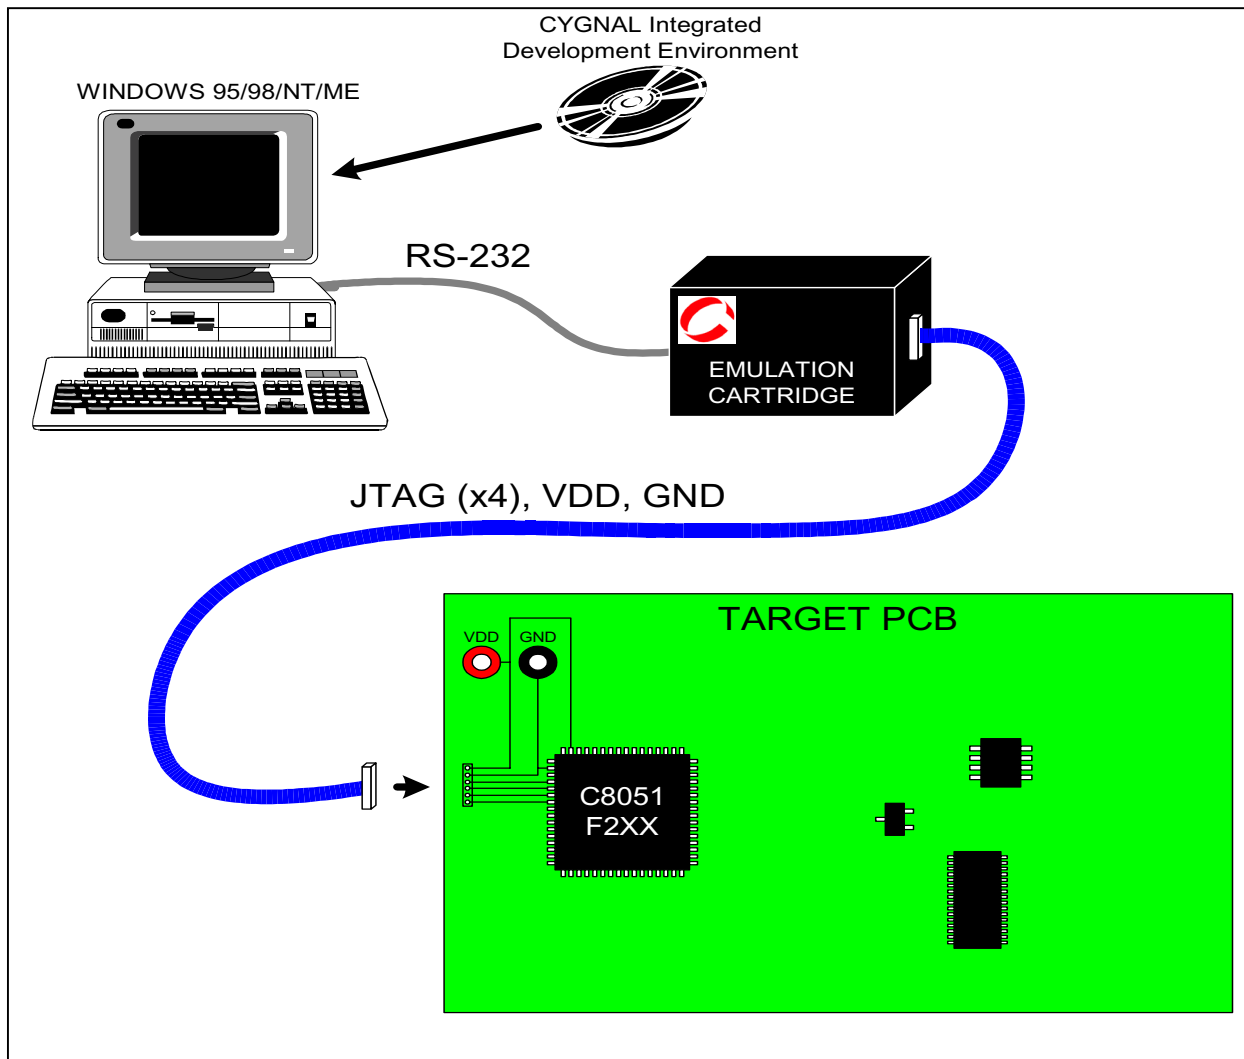 CYGNAL Integrated
Development Environment
WINDOWS 95/98/NT/ME
RS-232
EMULATION
CARTRIDGE
JTAG (x4), VDD, GND
TARGET PCB
VDD GND
C8051
F2XX